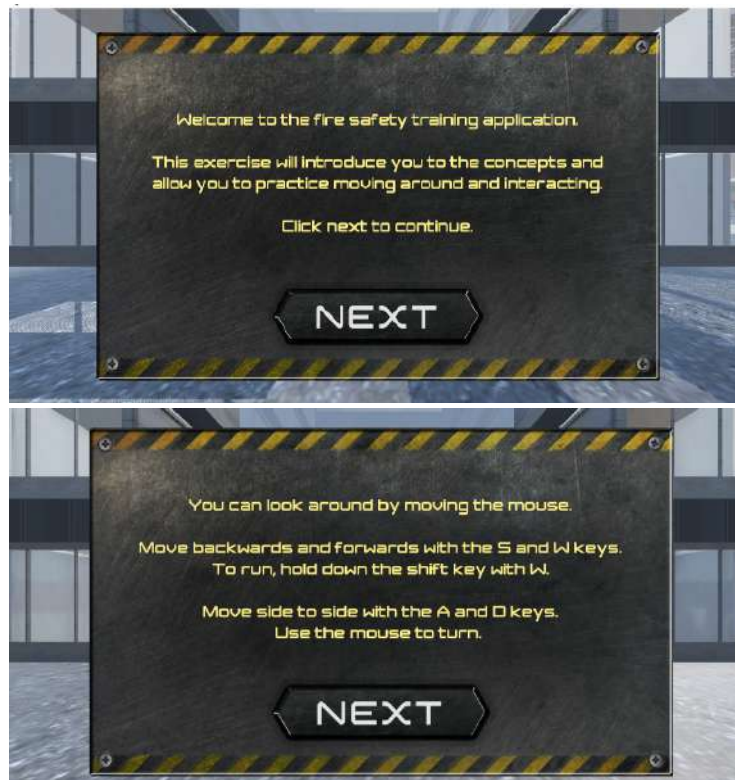 Welcome to the fire safety training application.
This exercise will introduce you to the concepts and
allow you to practice moving around and interacting.
Click next to continue.
NEXT
You can look around by moving the mouse.
Move backwards and forwards with the S and W keys.
To run, hold down the shift key with W.
Move side to side with the A and D keys.
Use the mouse to turn.
NEXT